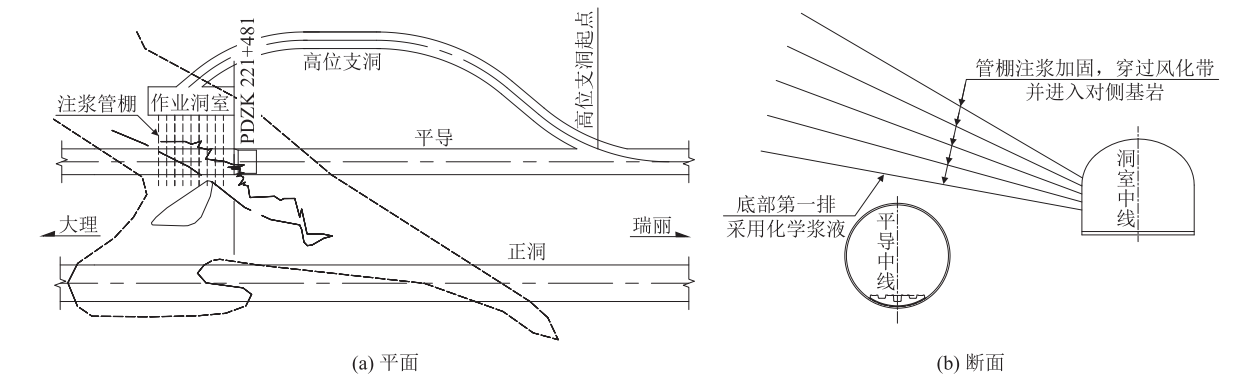 高位支洞
PDZK 221+481
高位支洞起点
注浆管棚
作业洞室
平导
大理
瑞丽
正洞
(a) 平面
管棚注浆加固，穿过风化带
并进入对侧基岩
洞室中线
底部第一排
采用化学浆液
平导中线
(b) 断面